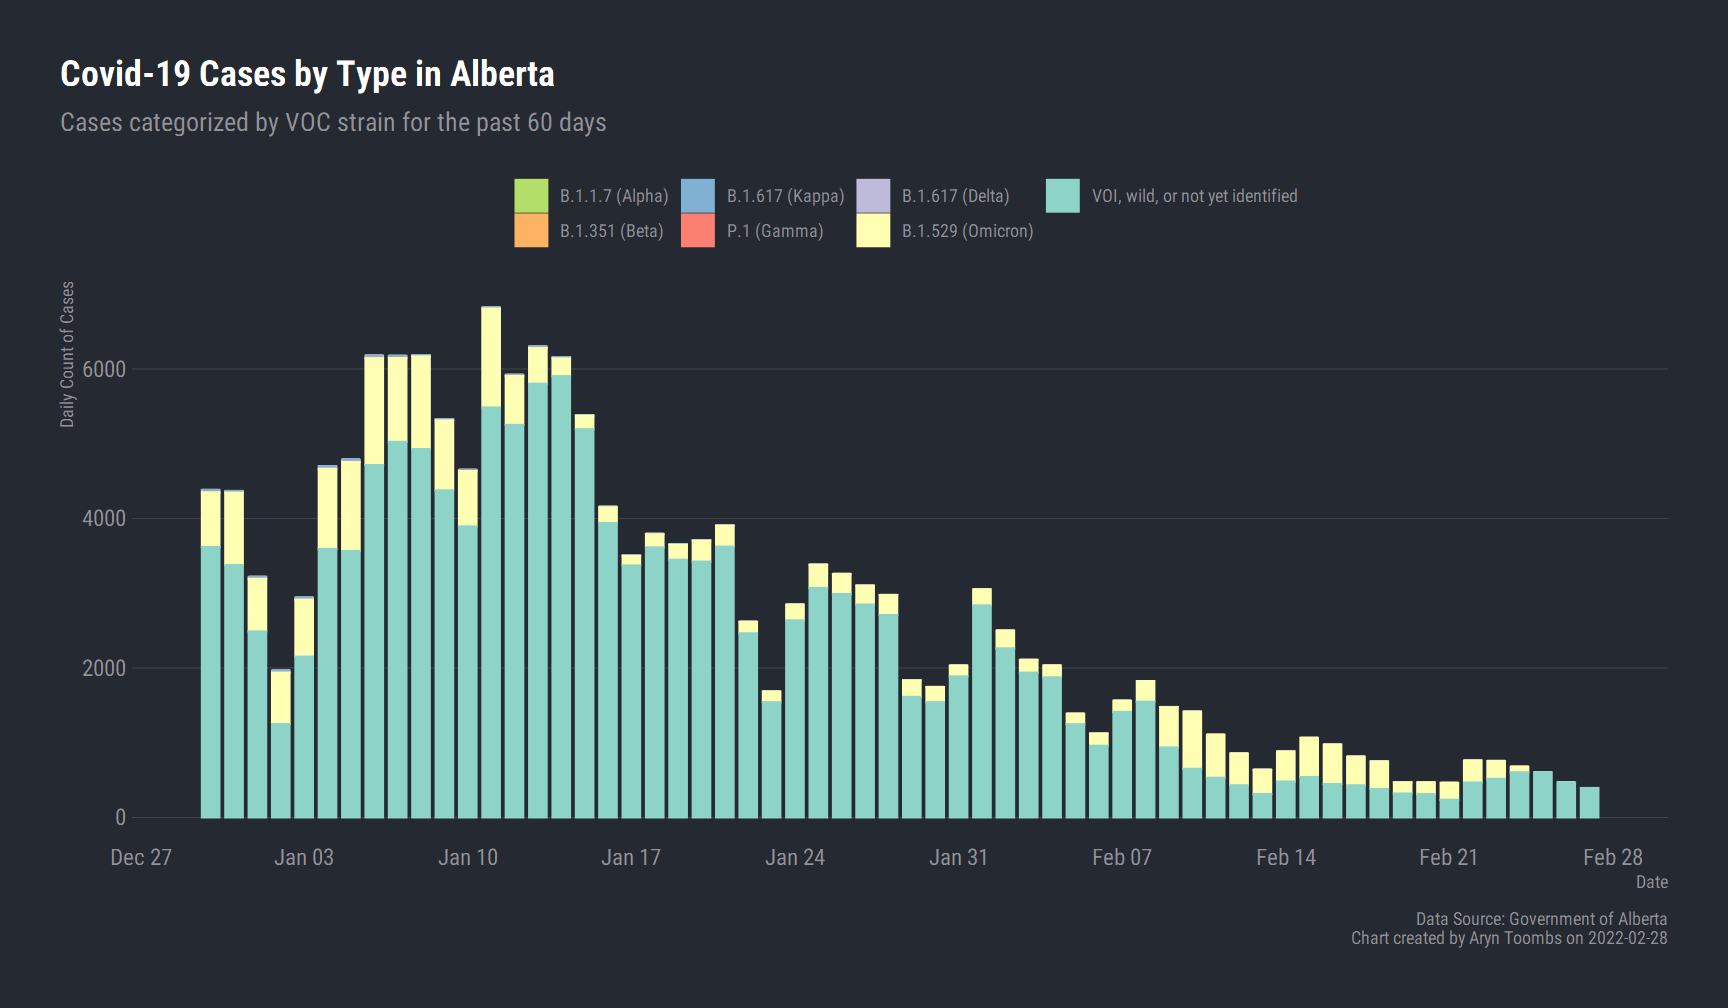 Covid-19 Cases by Type in Alberta
Cases categorized by VOC strain for the past 60 days
B.1.1.7 (Alpha) B.1.617 (Kappa) B.1.617 (Delta) VOI, wild, or not yet identified
B.1.351 (Beta) P.1 (Gamma) B.1.529 (Omicron)
Daily Count of Cases
6000
4000
2000
0
Dec 27 Jan 03 Jan 10 Jan 17 Jan 24 Jan 31 Feb 07 Feb 14 Feb 21 Feb 28
Date
Data Source: Government of Alberta
Chart created by Aryn Toombs on 2022-02-28